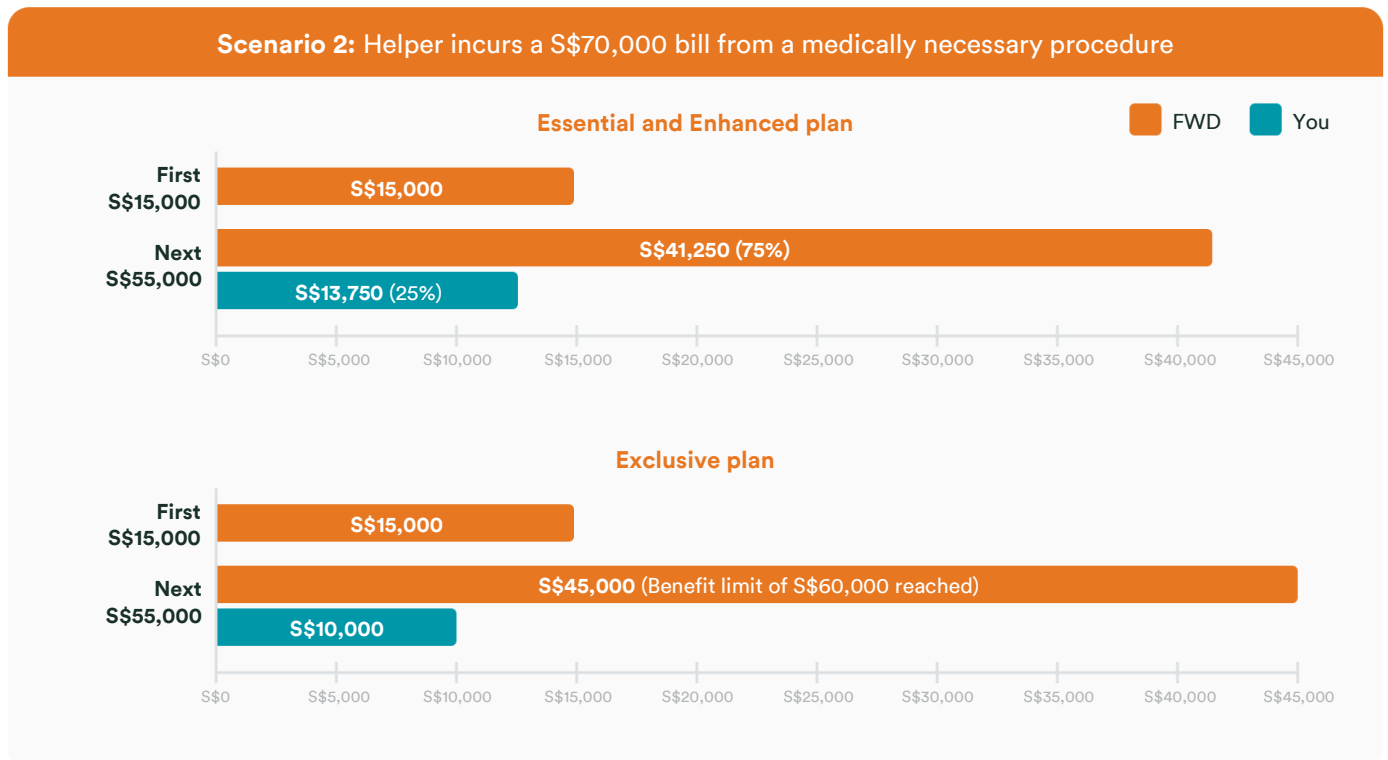 Scenario 2: Helper incurs a S$70,000 bill from a medically necessary procedure
Essential and Enhanced plan
FWD
You
First
S$15,000
S$15,000
Next
S$55,000
S$41,250 (75%)
S$13,750 (25%)
S$0
S$5,000
S$10,000
S$15,000
S$20,000
S$25,000
S$30,000
S$35,000
S$40,000
S$45,000
Exclusive plan
First
S$15,000
S$15,000
Next
S$55,000
S$45,000 (Benefit limit of S$60,000 reached)
S$10,000
S$0
S$5,000
S$10,000
S$15,000
S$20,000
S$25,000
S$30,000
S$35,000
S$40,000
S$45,000